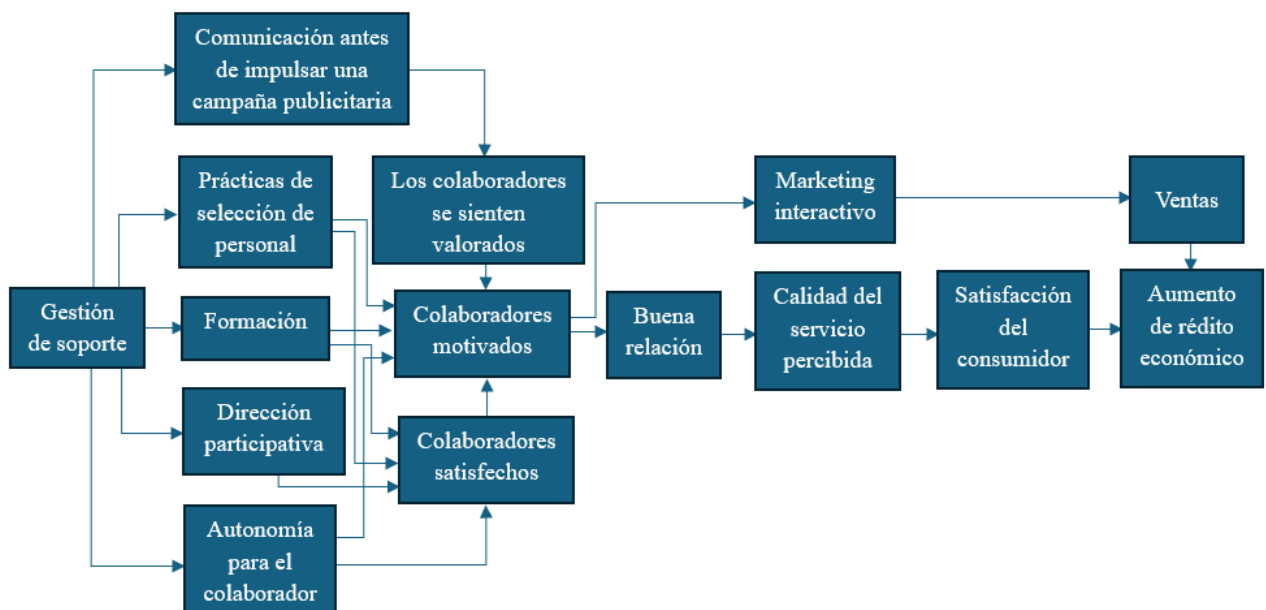 Comunicación antes
de impulsar una
campaña publicitaria
Prácticas de
selección de
personal
Los colaboradores
se sienten
valorados
Marketing
interactivo
Ventas
Gestión
de soporte
Formación
Colaboradores
motivados
Buena
relación
Calidad del
servicio
percibida
Satisfacción
del
consumidor
Aumento
de rédito
económico
Dirección
participativa
Colaboradores
satisfechos
Autonomía
para el
colaborador